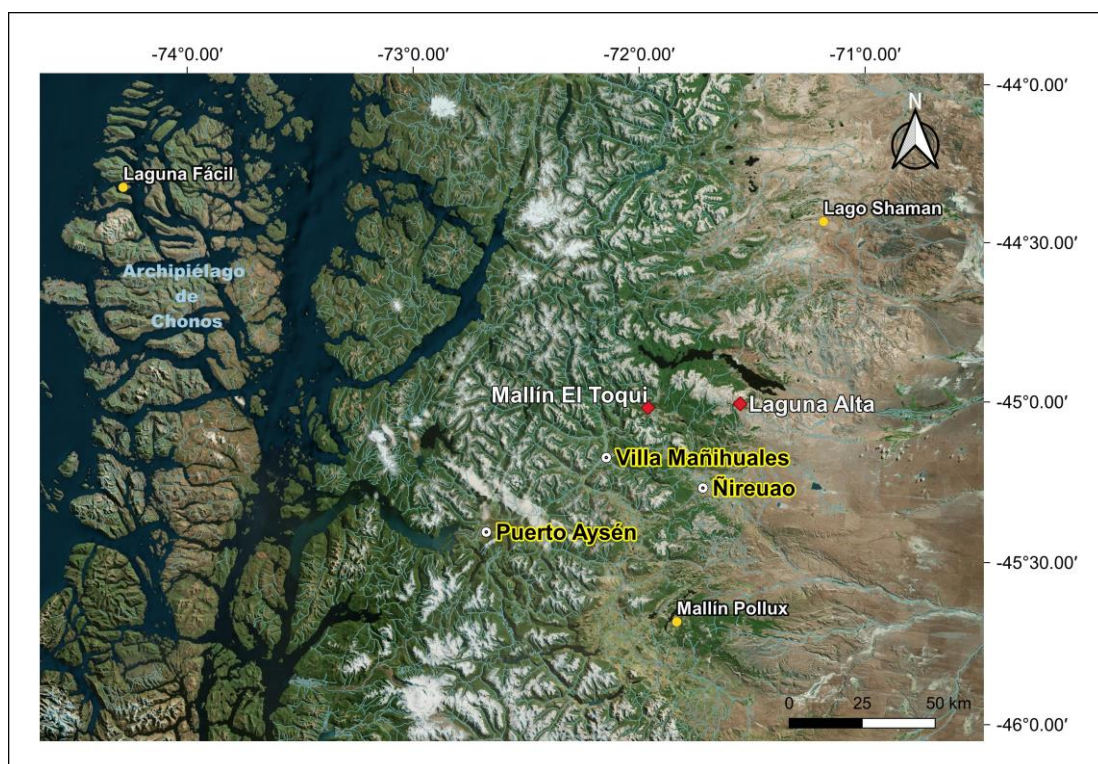 -74°0.00′
-73°0.00′
-72°0.00′
-71°0.00′
-44°0.00′
N
Laguna Fácil
Lago Shaman
-44°30.00′
Archipiélago
de
Chonos
Mallín El Toqui
Laguna Alta
-45°0.00′
Villa Mañihuales
Ñireuao
Puerto Aysén
-45°30.00′
Mallín Pollux
0 25 50 km
-46°0.00′